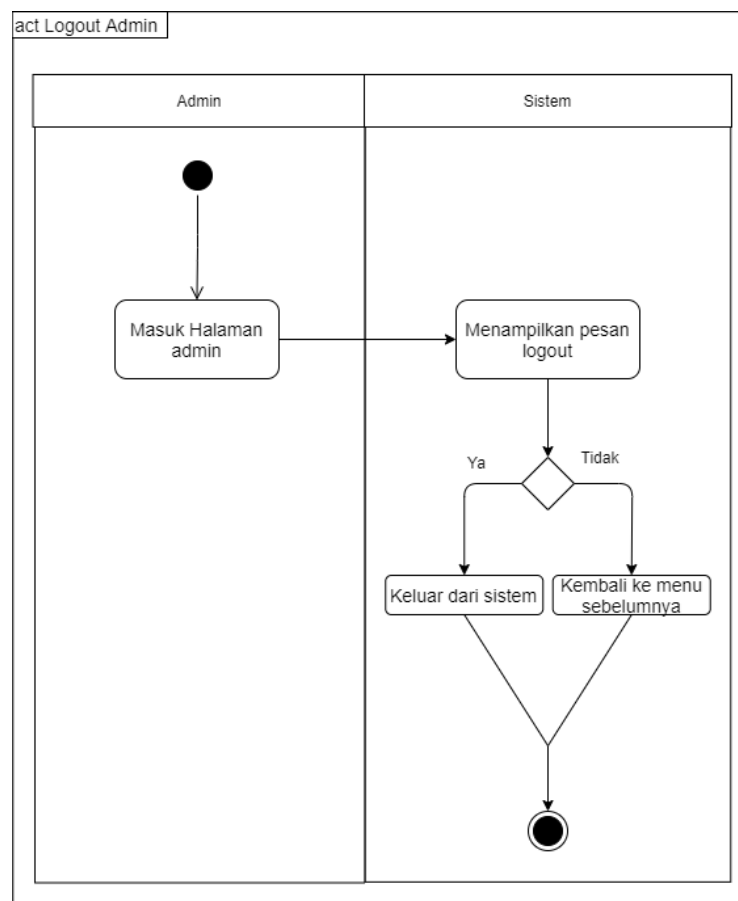 act Logout Admin
Admin
Sistem
Masuk Halaman
admin
Menampilkan pesan
logout
Ya
Tidak
Keluar dari sistem
Kembali ke menu
sebelumnya